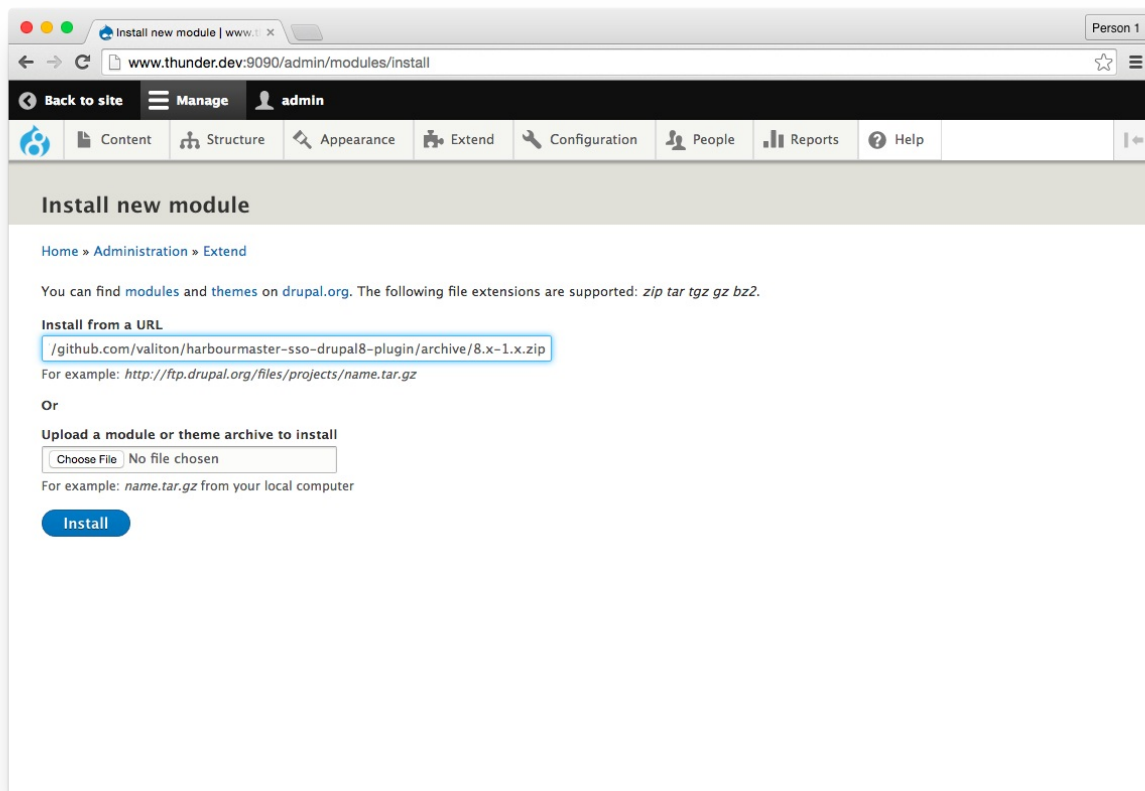 Install new module | www.t
Person 1
www.thunder.dev:9090/admin/modules/install
Back to site Manage admin
Content Structure Appearance Extend Configuration People Reports Help
Install new module
Home » Administration » Extend
You can find modules and themes on drupal.org. The following file extensions are supported: zip tar tgz gz bz2.
Install from a URL
/github.com/valiton/harbourmaster-sso-drupal8-plugin/archive/8.x-1.x.zip
For example: http://ftp.drupal.org/files/projects/name.tar.gz
Or
Upload a module or theme archive to install
Choose File No file chosen
For example: name.tar.gz from your local computer
Install